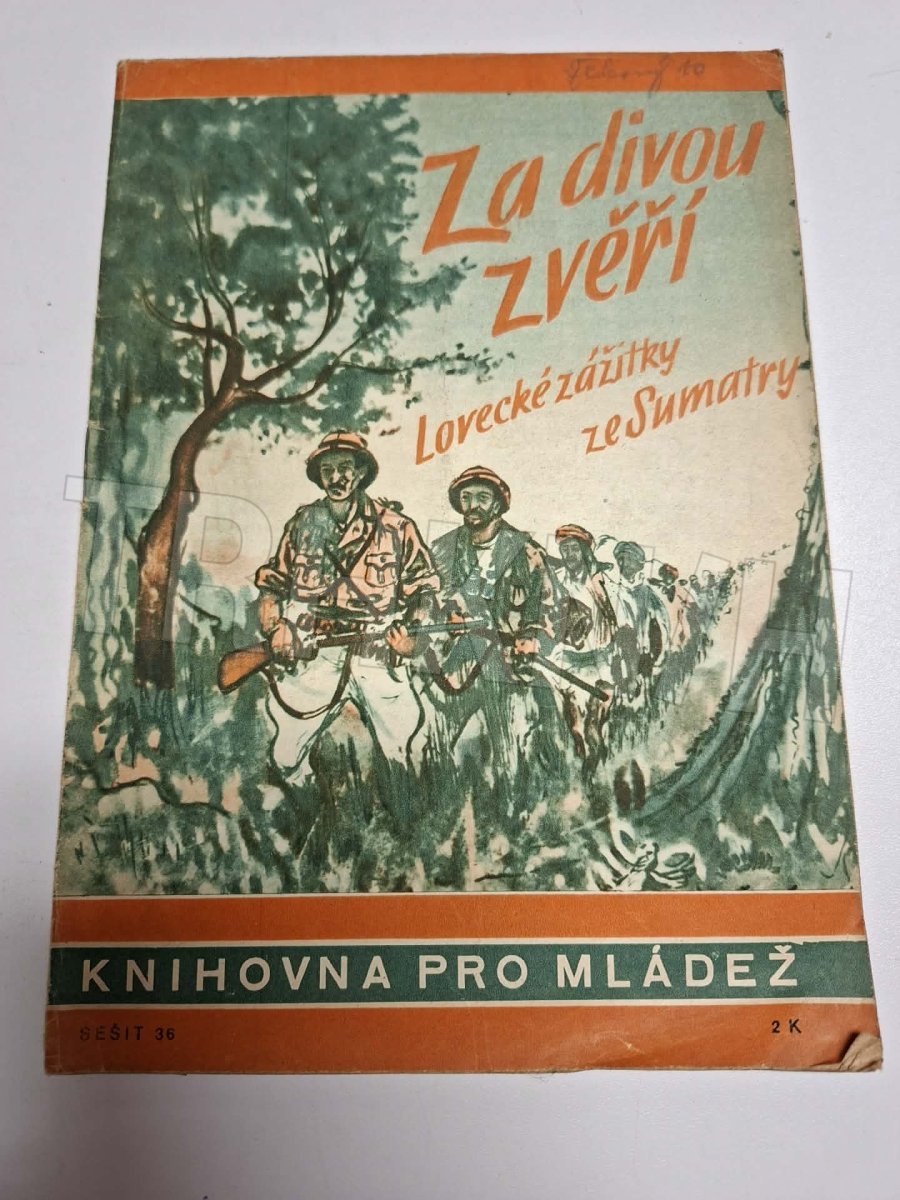 Za divou
zvěří
Lovecké zážitky
ze Sumatry
KNIHOVNA PRO MLÁDEŽ
SEŠIT 36
2 K